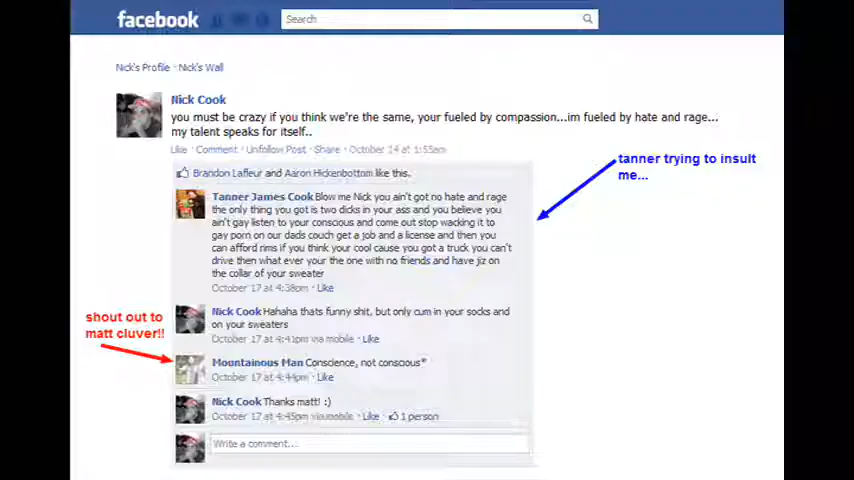 facebook
Search
Nick's Profile · Nick's Wall
Nick Cook
you must be crazy if you think we're the same, your fueled by compassion...im fueled by hate and rage...
my talent speaks for itself..
Like · Comment · Unfollow Post · Share · October 14 at 1:55am
tanner trying to insult
me...
Brandon Lafleur and Aaron Hickenbottom like this.
Tanner James Cook Blow me Nick you ain't got no hate and rage
the only thing you got is two dicks in your ass and you believe you
ain't gay listen to your conscious and come out stop wacking it to
gay porn on our dads couch get a job and a license and then you
can afford rims if you think your cool cause you got a truck you can't
drive then what ever your the one with no friends and have jiz on
the collar of your sweater
October 17 at 4:38pm · Like
Nick Cook Hahaha thats funny shit, but only cum in your socks and
on your sweaters
October 17 at 4:41pm via mobile · Like
shout out to
matt cluver!!
Mountainous Man Conscience, not conscious*
October 17 at 4:44pm · Like
Nick Cook Thanks matt! :)
October 17 at 4:45pm via mobile · Like · 1 person
Write a comment...